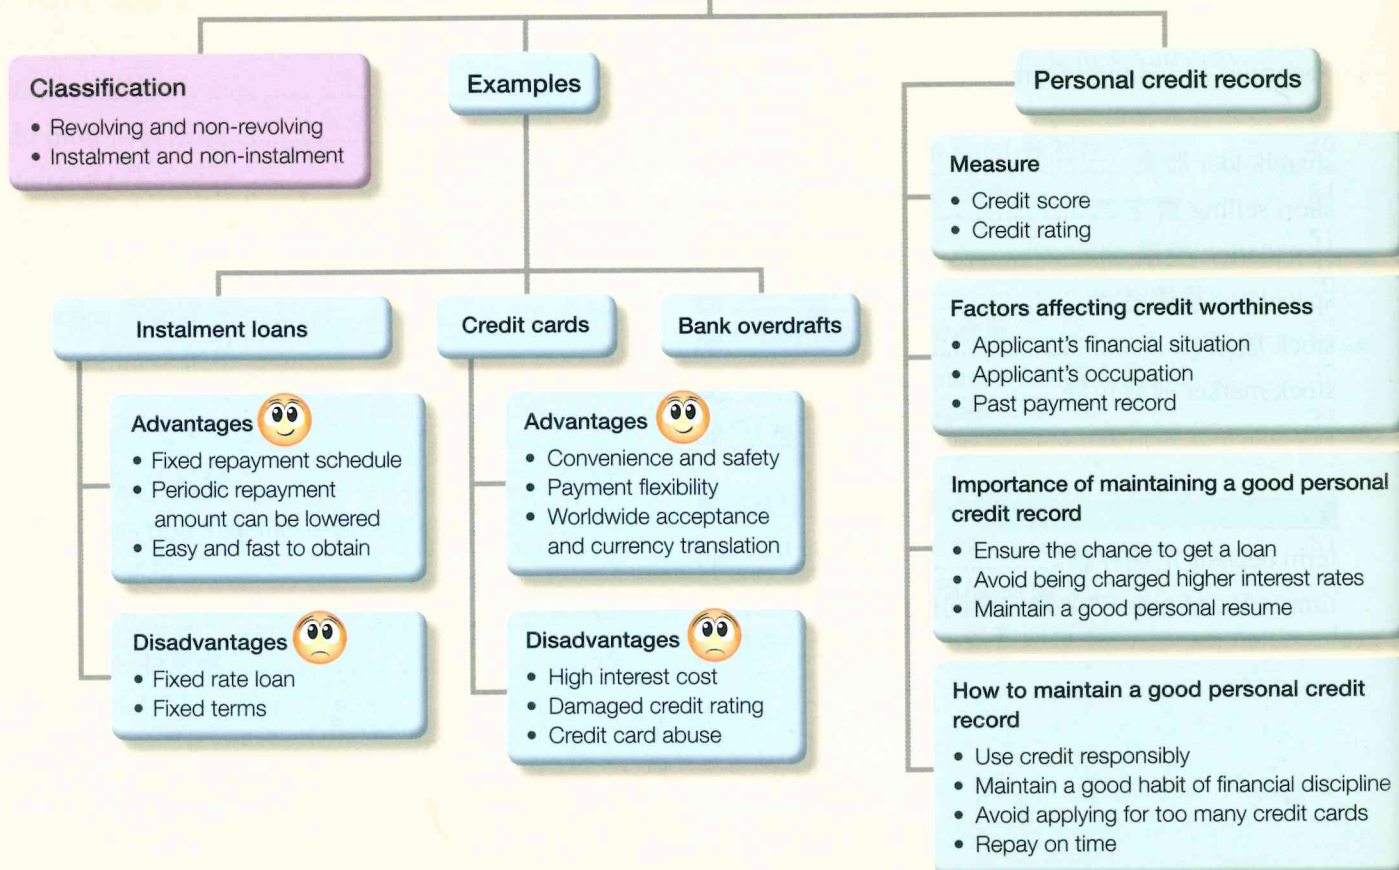 Classification
• Revolving and non-revolving
• Instalment and non-instalment
Examples
Instalment loans
Advantages
• Fixed repayment schedule
• Periodic repayment
amount can be lowered
• Easy and fast to obtain
Disadvantages
• Fixed rate loan
• Fixed terms
Credit cards
Advantages
• Convenience and safety
• Payment flexibility
• Worldwide acceptance
and currency translation
Disadvantages
• High interest cost
• Damaged credit rating
• Credit card abuse
Bank overdrafts
Personal credit records
Measure
• Credit score
• Credit rating
Factors affecting credit worthiness
• Applicant's financial situation
• Applicant's occupation
• Past payment record
Importance of maintaining a good personal
credit record
• Ensure the chance to get a loan
• Avoid being charged higher interest rates
• Maintain a good personal resume
How to maintain a good personal credit
record
• Use credit responsibly
• Maintain a good habit of financial discipline
• Avoid applying for too many credit cards
• Repay on time
shareholder
shop selling
stock
stock market